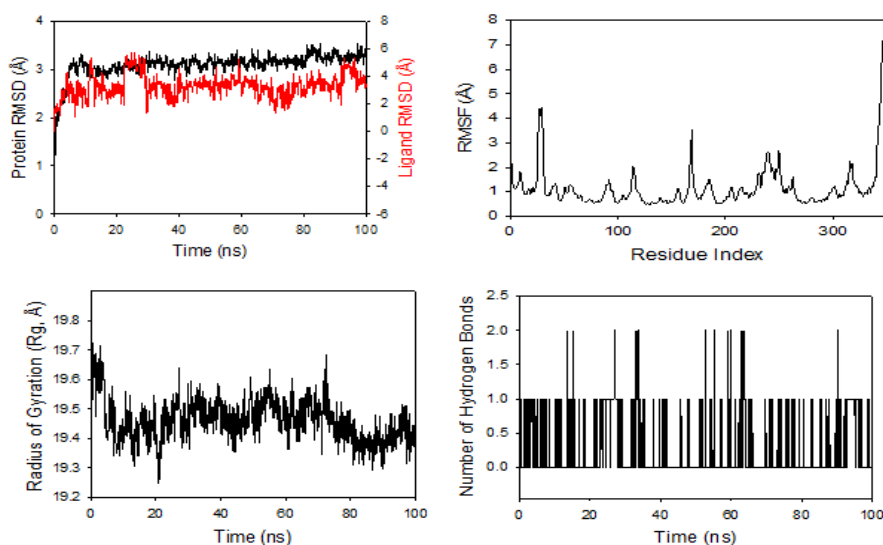 Protein RMSD (Å)
4
3
2
1
0
8
6
4
2
0
-2
-4
-6
Ligand RMSD (Å)
0 20 40 60 80 100
Time (ns)
RMSF (Å)
8
7
6
5
4
3
2
1
0
0 100 200 300
Residue Index
Radius of Gyration (Rg, Å)
19.8
19.7
19.6
19.5
19.4
19.3
19.2
0 20 40 60 80 100
Time (ns)
Number of Hydrogen Bonds
2.5
2.0
1.5
1.0
0.5
0.0
0 20 40 60 80 100
Time (ns)